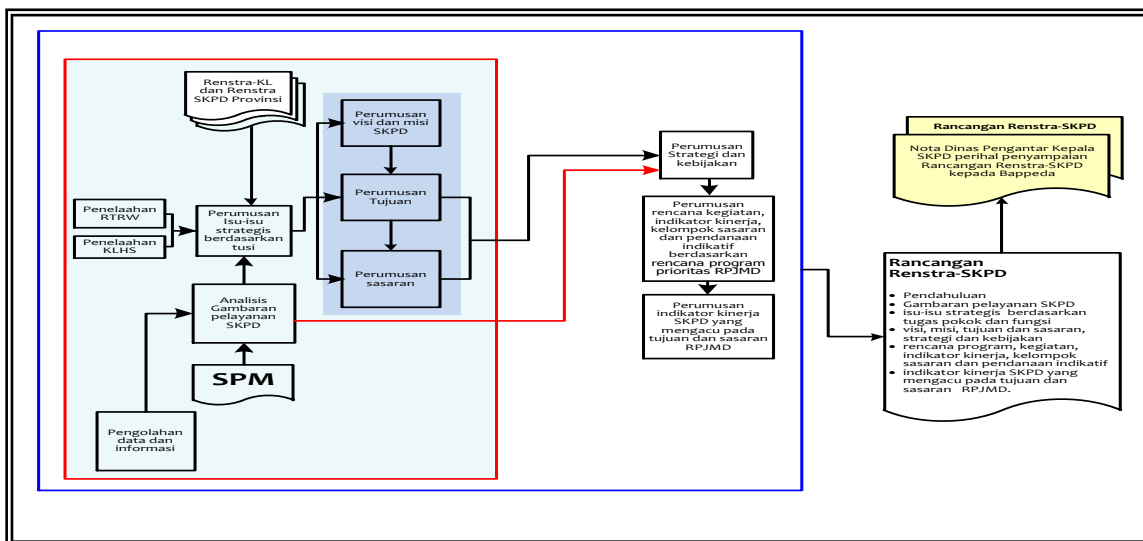 Renstra-KL
dan Renstra
SKPD Provinsi
Perumusan
visi dan misi
SKPD
Perumusan
Tujuan
Perumusan
sasaran
Penelaahan
RTRW
Penelaahan
KLHS
Perumusan
Isu-isu
strategis
berdasarkan
tusi
Analisis
Gambaran
pelayanan
SKPD
SPM
Pengolahan
data dan
informasi
Perumusan
Strategi dan
kebijakan
Perumusan
rencana kegiatan,
indikator kinerja,
kelompok sasaran
dan pendanaan
indikatif
berdasarkan
rencana program
prioritas RPJMD
Perumusan
indikator kinerja
SKPD yang
mengacu pada
tujuan dan sasaran
RPJMD
Rancangan Renstra-SKPD
Nota Dinas Pengantar Kepala
SKPD perihal penyampaian
Rancangan Renstra-SKPD
kepada Bappeda
Rancangan
Renstra-SKPD
• Pendahuluan
• Gambaran pelayanan SKPD
• isu-isu strategis berdasarkan
tugas pokok dan fungsi
• visi, misi, tujuan dan sasaran,
strategi dan kebijakan
• rencana program, kegiatan,
indikator kinerja, kelompok
sasaran dan pendanaan indikatif
• indikator kinerja SKPD yang
mengacu pada tujuan dan
sasaran RPJMD.